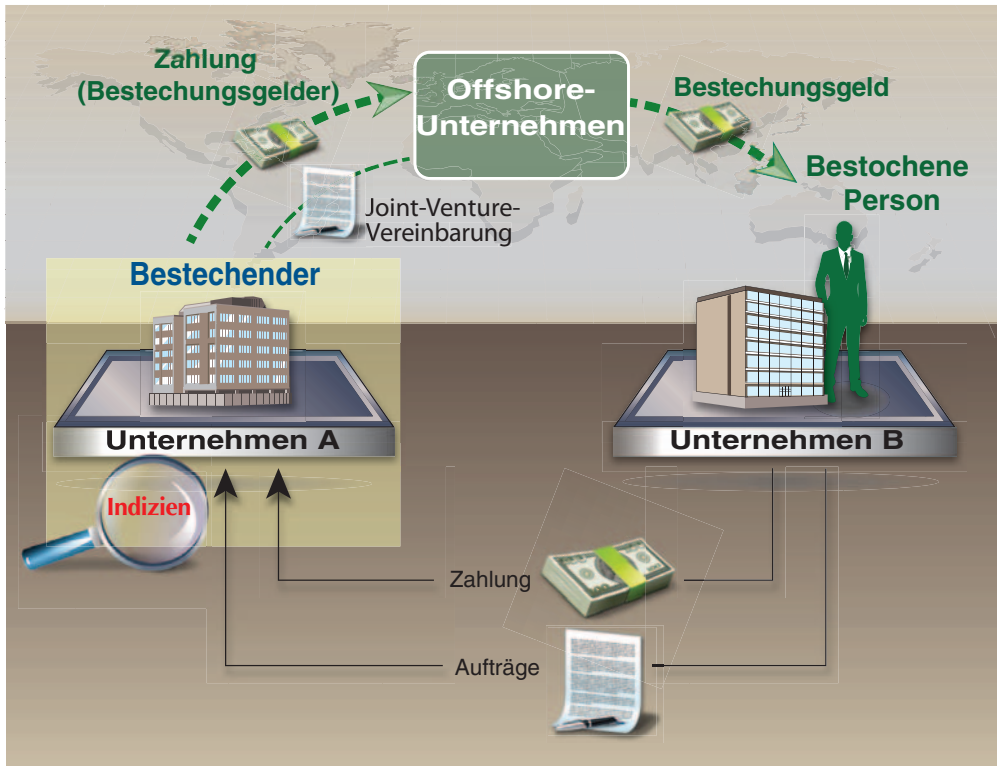 Zahlung
(Bestechungsgelder)
Offshore-
Unternehmen
Bestechungsgeld
Bestochene
Person
Joint-Venture-
Vereinbarung
Bestechender
Unternehmen A
Unternehmen B
Indizien
Zahlung
Aufträge